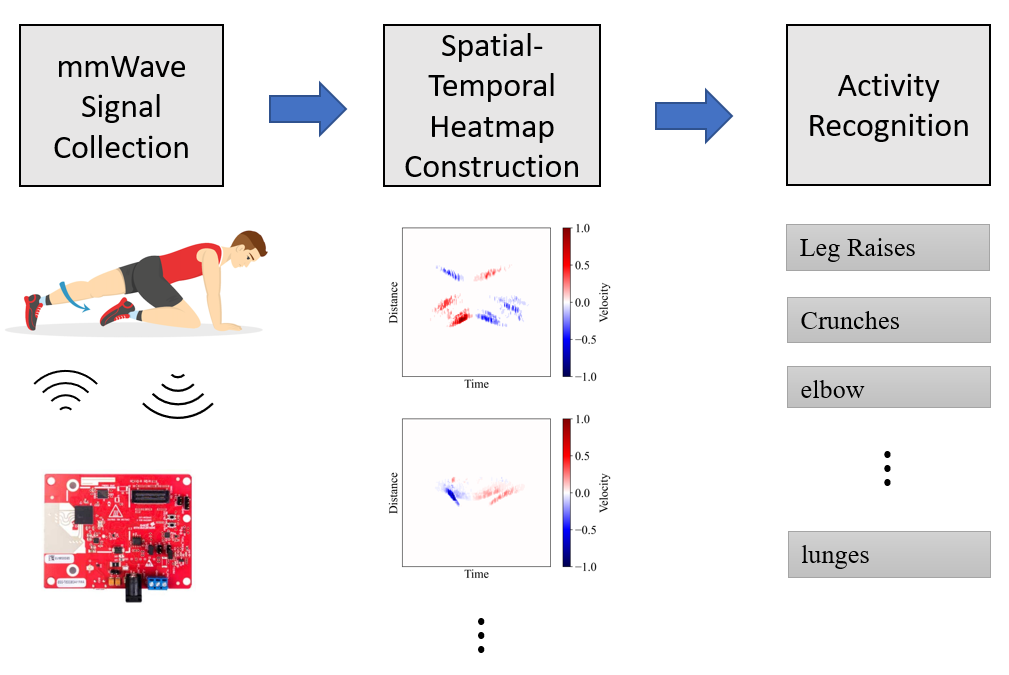 mmWave
Signal
Collection
Spatial-
Temporal
Heatmap
Construction
Activity
Recognition
Distance
Time
1.0
0.5
0.0
−0.5
−1.0
Velocity
Distance
Time
1.0
0.5
0.0
−0.5
−1.0
Velocity
Leg Raises
Crunches
elbow
lunges